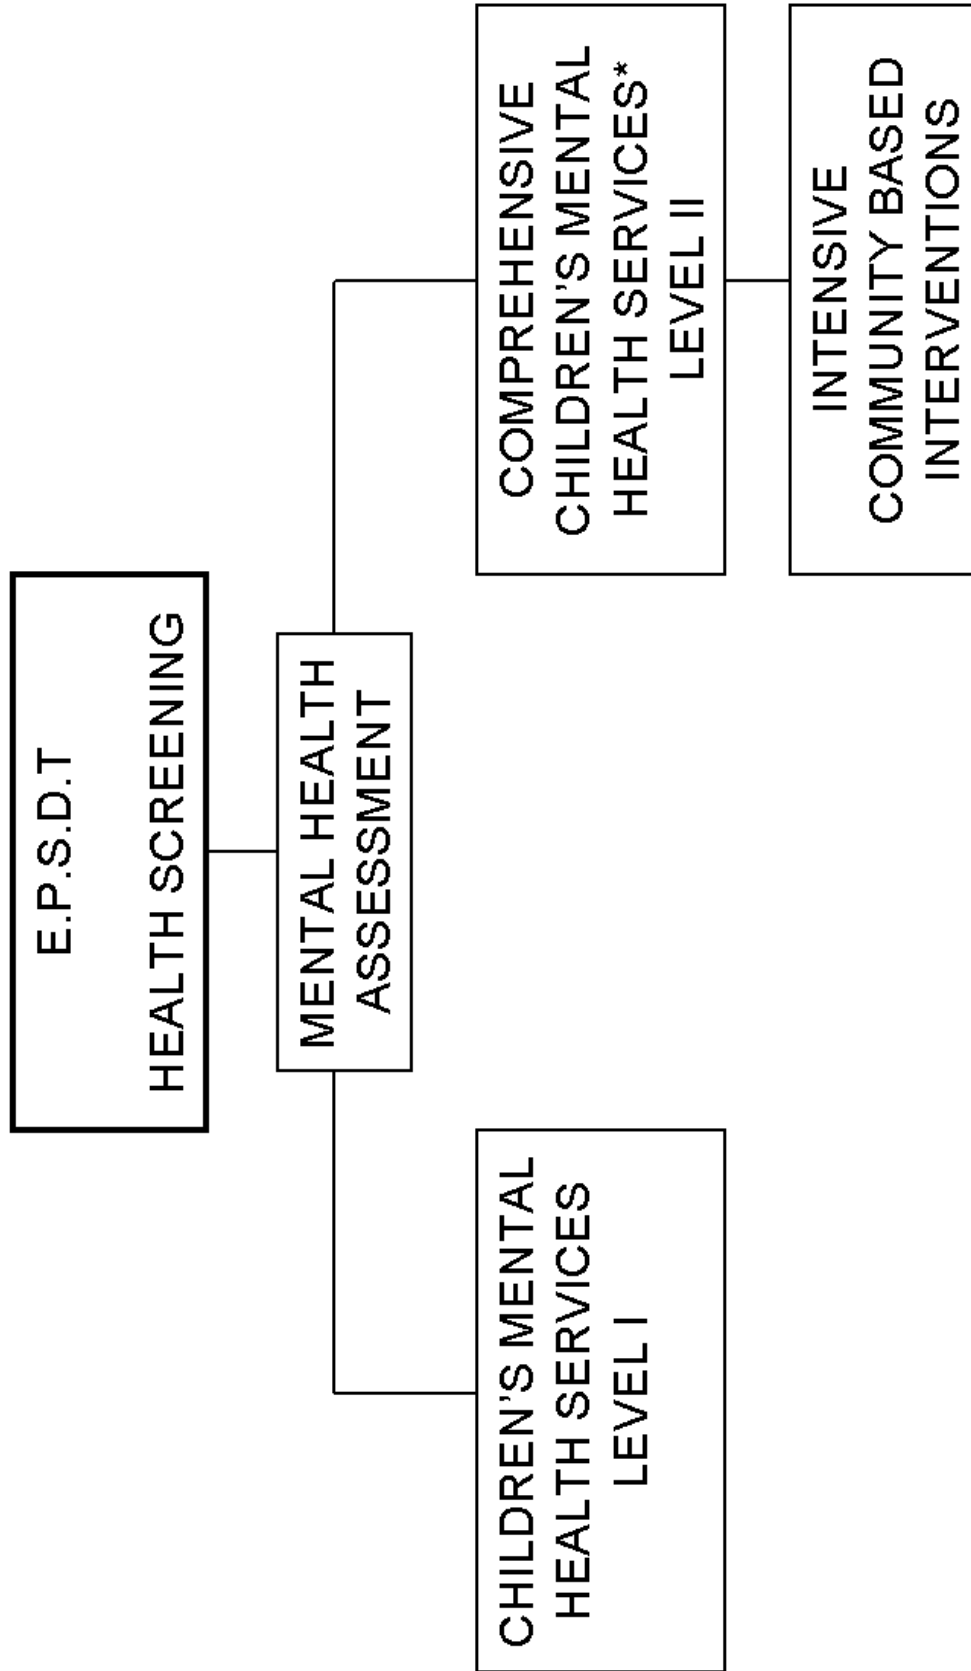 E.P.S.D.T
HEALTH SCREENING
MENTAL HEALTH
ASSESSMENT
CHILDREN'S MENTAL
HEALTH SERVICES
LEVEL I
COMPREHENSIVE
CHILDREN'S MENTAL
HEALTH SERVICES*
LEVEL II
INTENSIVE
COMMUNITY BASED
INTERVENTIONS